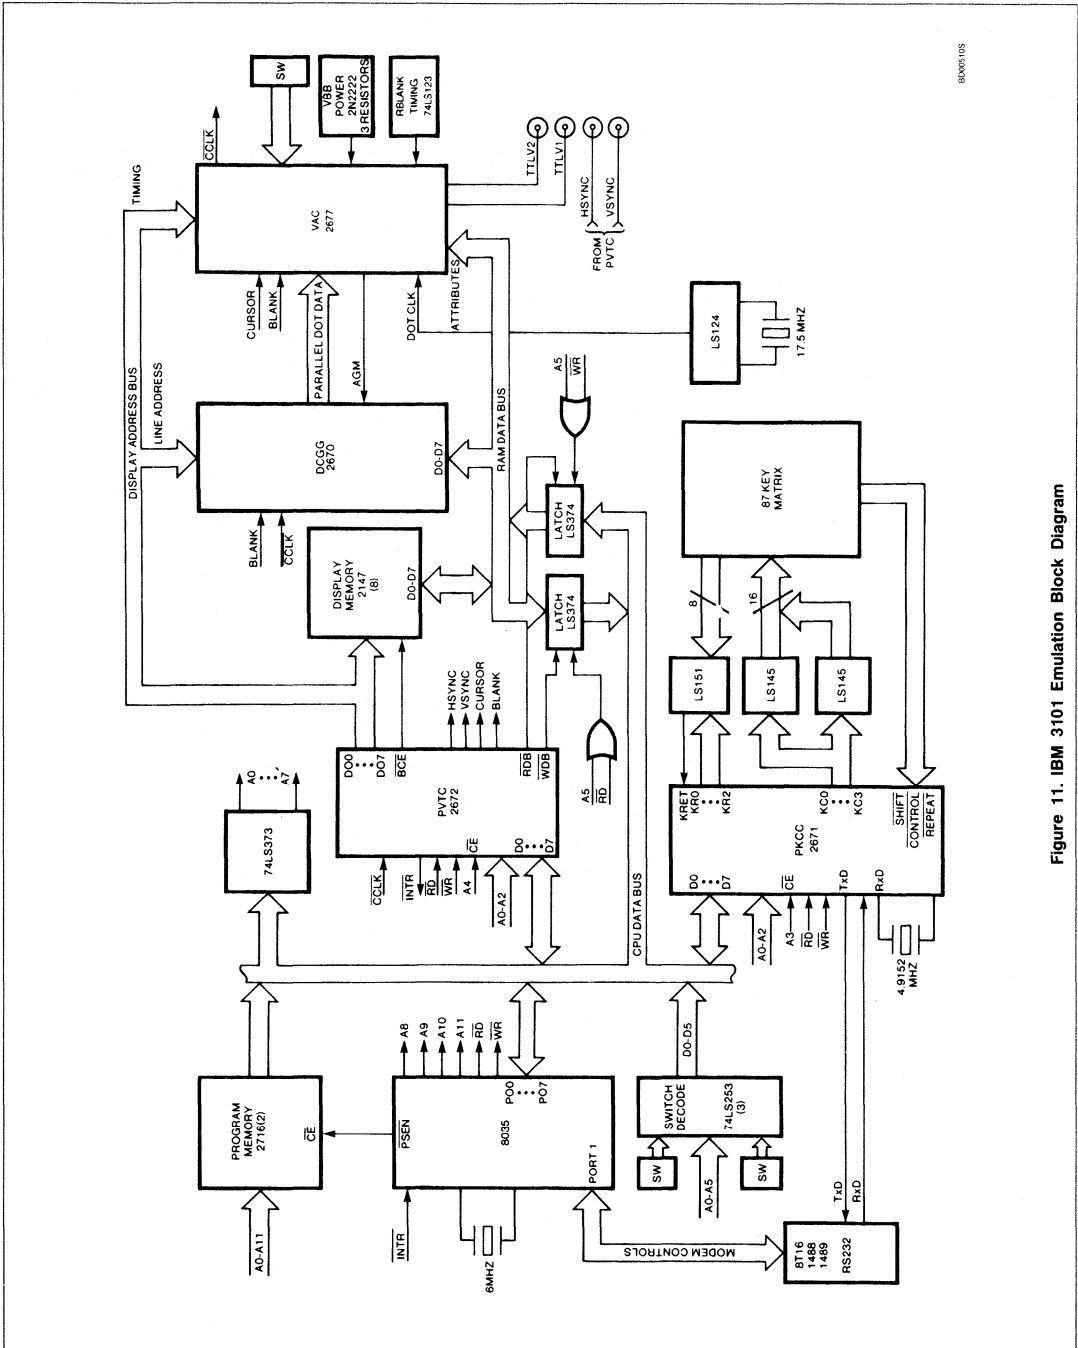 A0-A11
PROGRAM
MEMORY
2716(2)
CE
INTR
6MHZ
PSEN
8035
PORT 1
A8
A9
A10
A11
RD
WR
PO0
PO7
MODEM CONTROLS
8T16
1488
1489
RS232
TxD
RxD
SW
A0-A5
SW
SWITCH
DECODE
74LS253
(3)
D0-D5
74LS373
A0
A7
CPU DATA BUS
CCLK
INTR
RD
WR
A4
A0-A2
PVTC
2672
CE
D0
D7
DO0
DO7
BCE
RDB
WDB
HSYNC
VSYNC
CURSOR
BLANK
A5
RD
DISPLAY
MEMORY
2147
(8)
D0-D7
LATCH
LS374
LATCH
LS374
A5
WR
RAM DATA BUS
DISPLAY ADDRESS BUS
LINE ADDRESS
TIMING
BLANK
CCLK
DCGG
2670
D0-D7
PARALLEL DOT DATA
AGM
CURSOR
BLANK
DOT CLK
ATTRIBUTES
VAC
2677
CCLK
SW
VBB
POWER
2N2222
3 RESISTORS
RBLANK
TIMING
74LS123
TTLV2
TTLV1
HSYNC
VSYNC
FROM
PVTC
LS124
17.5 MHZ
A0-A2
A3
RD
WR
D0
D7
CE
TxD
RxD
PKCC
2671
KRET
KR0
KR2
KC0
KC3
SHIFT
CONTROL
REPEAT
4.9152
MHZ
LS151
LS145
LS145
8
16
87 KEY
MATRIX
BD00510S
Figure 11. IBM 3101 Emulation Block Diagram